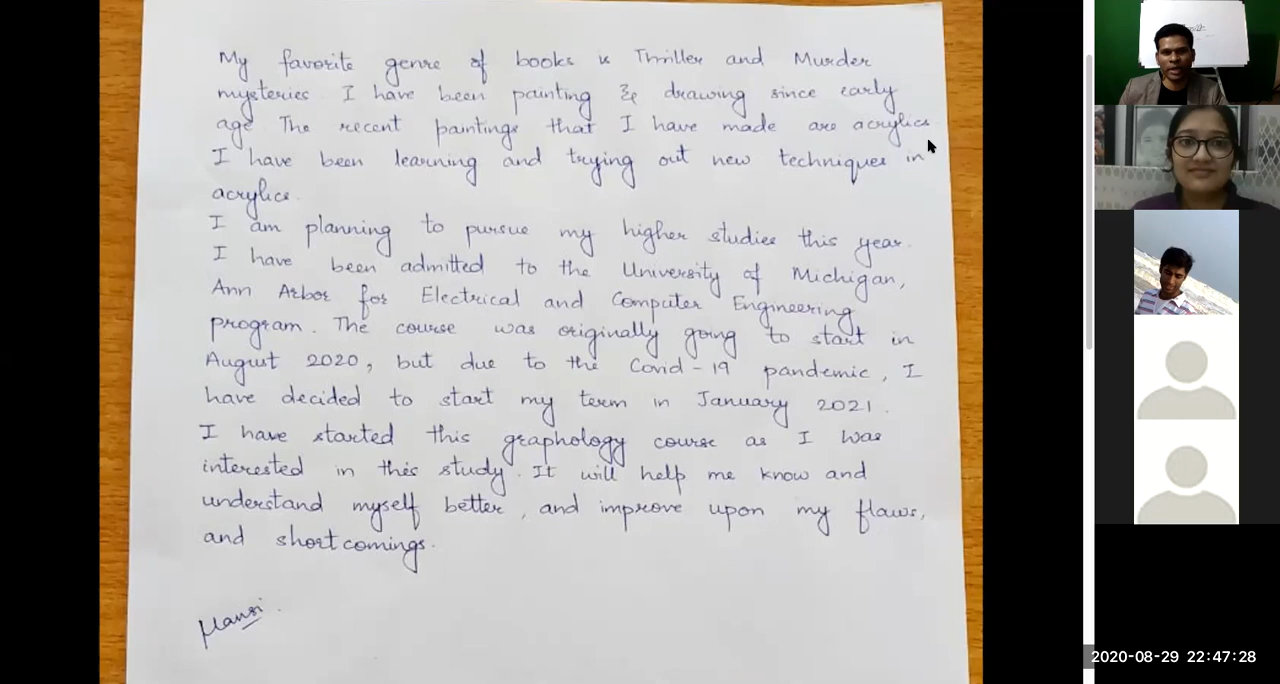 My favorite genre of books is Thriller and Murder
mysteries. I have been painting & drawing since early
age The recent paintings that I have made are acrylics.
I have been learning and trying out new techniques in
acrylics.
I am planning to pursue my higher studies this year.
I have been admitted to the University of Michigan,
Ann Arbor for Electrical and Computer Engineering
program. The course was originally going to start in
August 2020, but due to the Covid-19 pandemic, I
have decided to start my term in January 2021.
I have started this graphology course as I was
interested in this study. It will help me know and
understand myself better, and improve upon my flaws,
and shortcomings.
Mansi
2020-08-29 22:47:28